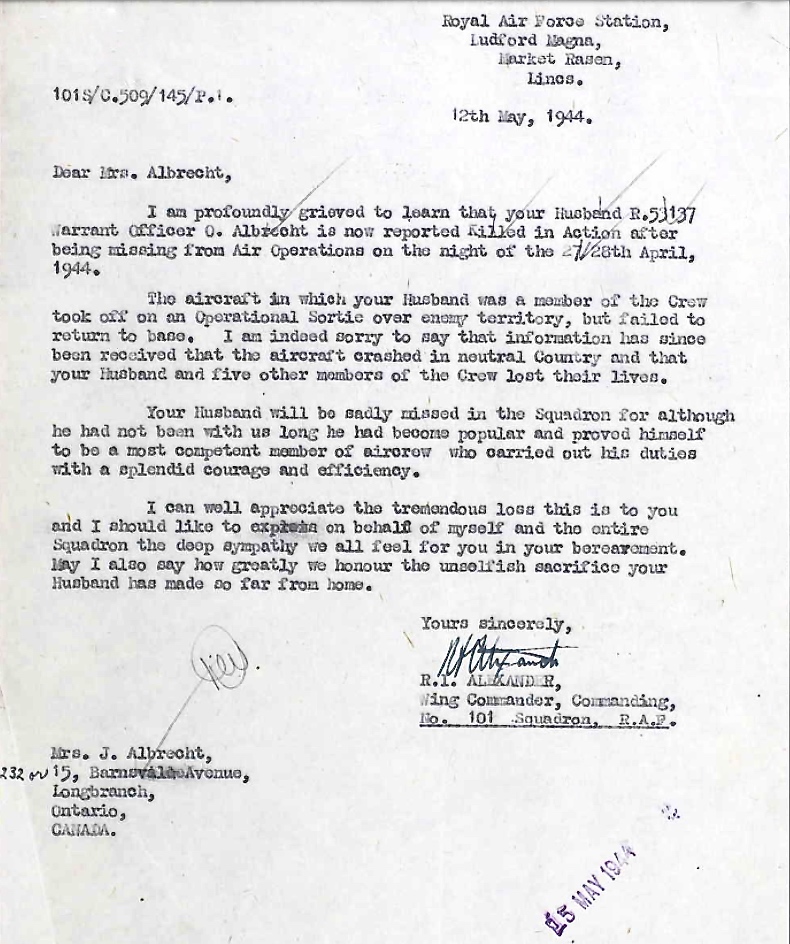 Royal Air Force Station,
Ludford Magna,
Market Rasen,
Lincs.
101S/C.509/145/P.1.
12th May, 1944.
Dear Mrs. Albrecht,
I am profoundly grieved to learn that your Husband R.53137
Warrant Officer O. Albrecht is now reported Killed in Action after
being missing from Air Operations on the night of the 27/28th April,
1944.
The aircraft in which your Husband was a member of the Crew
took off on an Operational Sortie over enemy territory, but failed to
return to base. I am indeed sorry to say that information has since
been received that the aircraft crashed in neutral Country and that
your Husband and five other members of the Crew lost their lives.
Your Husband will be sadly missed in the Squadron for although
he had not been with us long he had become popular and proved himself
to be a most competent member of aircrew who carried out his duties
with a splendid courage and efficiency.
I can well appreciate the tremendous loss this is to you
and I should like to express on behalf of myself and the entire
Squadron the deep sympathy we all feel for you in your bereavement.
May I also say how greatly we honour the unselfish sacrifice your
Husband has made so far from home.
Yours sincerely,
R.I. ALEXANDER,
Wing Commander, Commanding,
No. 101 Squadron, R.A.F.
Mrs. J. Albrecht,
232 or 15, Avenue,
Longbranch,
Ontario,
CANADA.
15 MAY 1944